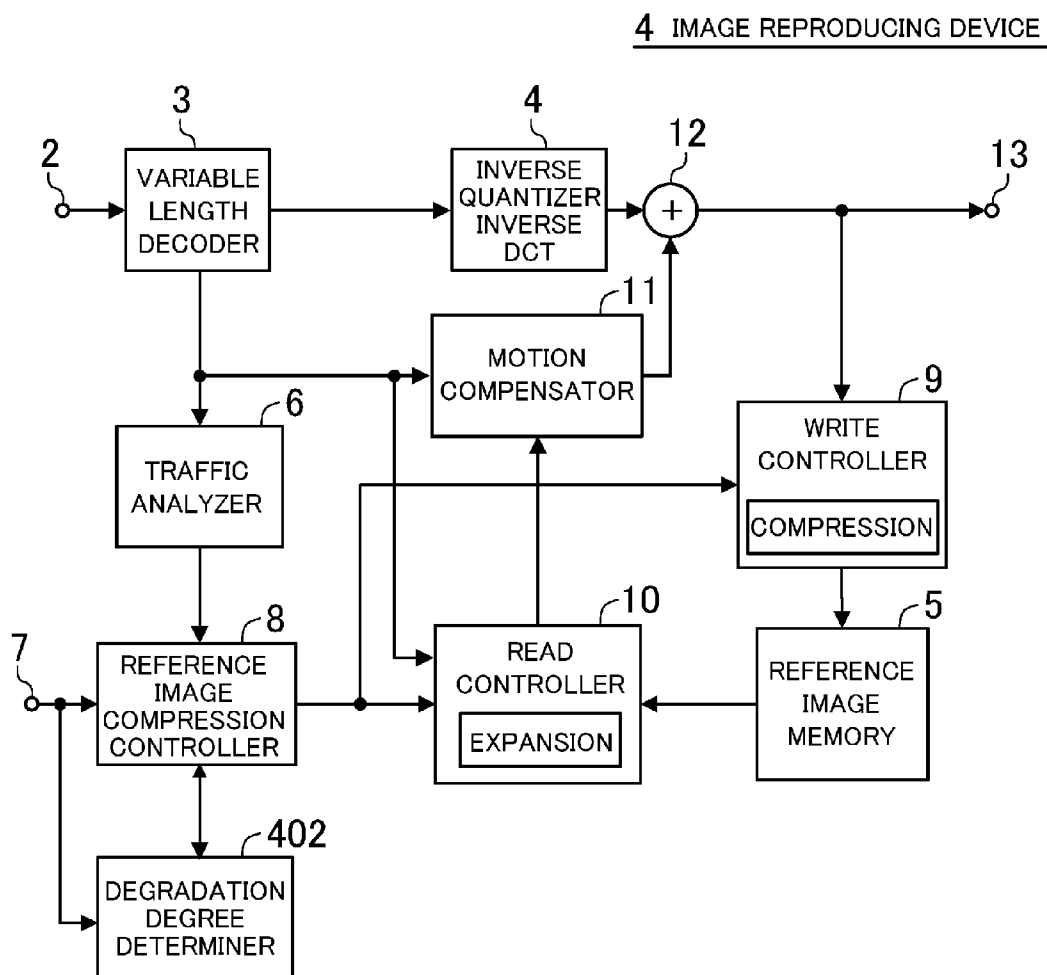 4 IMAGE REPRODUCING DEVICE
3
4
12
2
13
VARIABLE
LENGTH
DECODER
INVERSE
QUANTIZER
INVERSE
DCT
+
11
MOTION
COMPENSATOR
6
9
TRAFFIC
ANALYZER
WRITE
CONTROLLER
COMPRESSION
8
10
5
7
REFERENCE
IMAGE
COMPRESSION
CONTROLLER
READ
CONTROLLER
EXPANSION
REFERENCE
IMAGE
MEMORY
402
DEGRADATION
DEGREE
DETERMINER